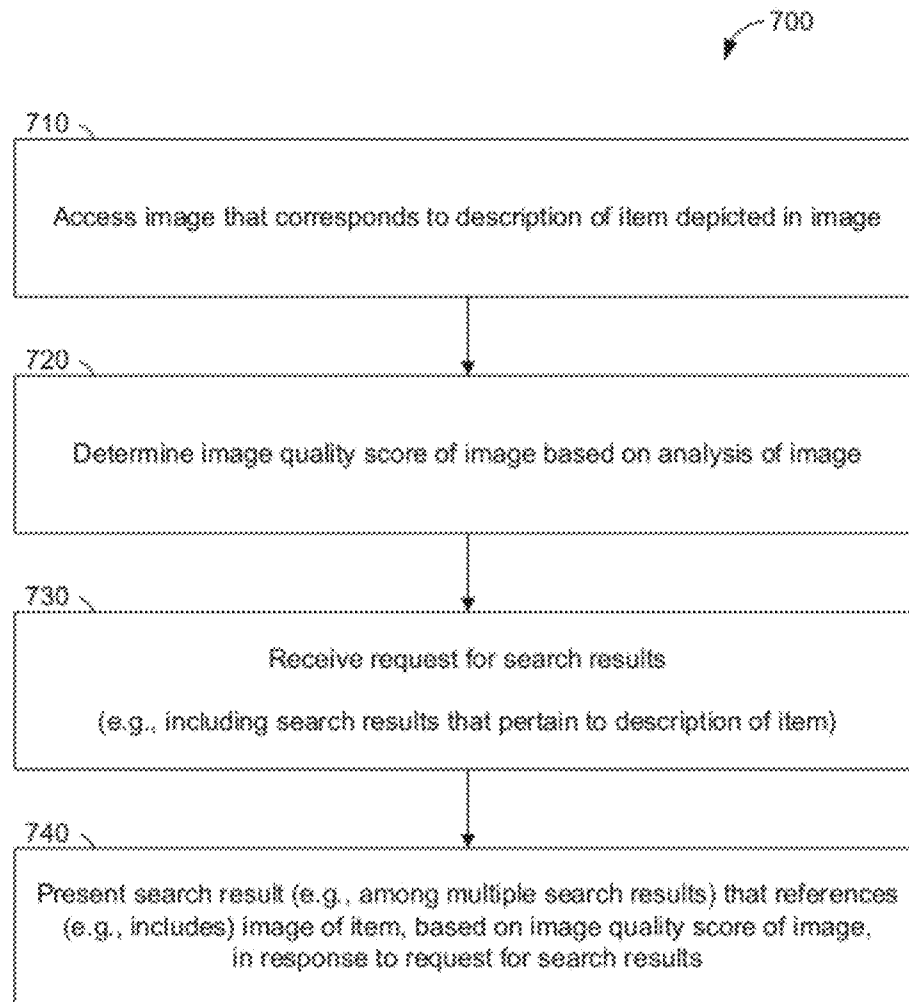 700
710
Access image that corresponds to description of item depicted in image
720
Determine image quality score of image based on analysis of image
730
Receive request for search results
(e.g., including search results that pertain to description of item)
740
Present search result (e.g., among multiple search results) that references
(e.g., includes) image of item, based on image quality score of image,
in response to request for search results